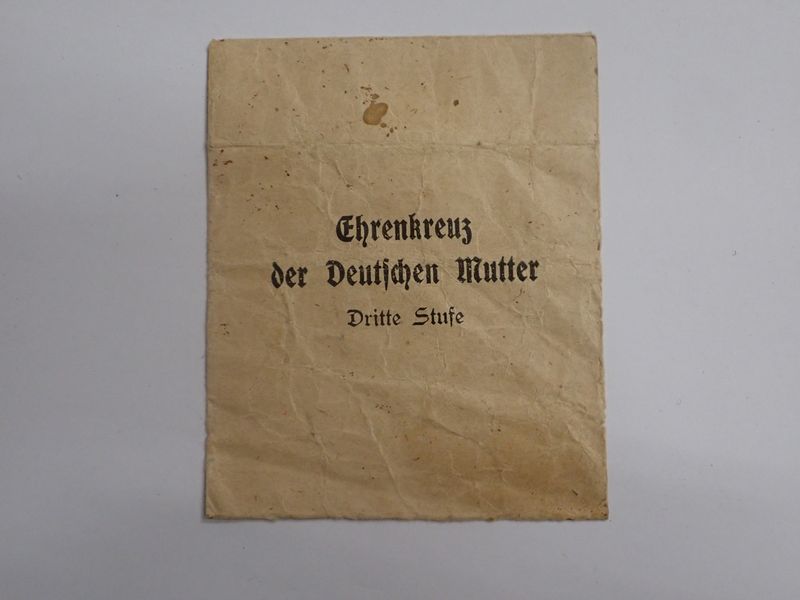 Ehrenkreuz
der Deutschen Mutter
Dritte Stufe